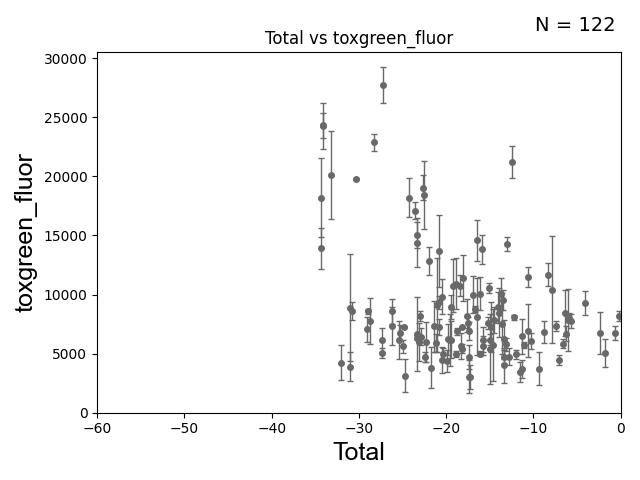 N = 122
Total vs toxgreen_fluor
30000
25000
20000
15000
10000
5000
0
toxgreen_fluor
−60 −50 −40 −30 −20 −10 0
Total